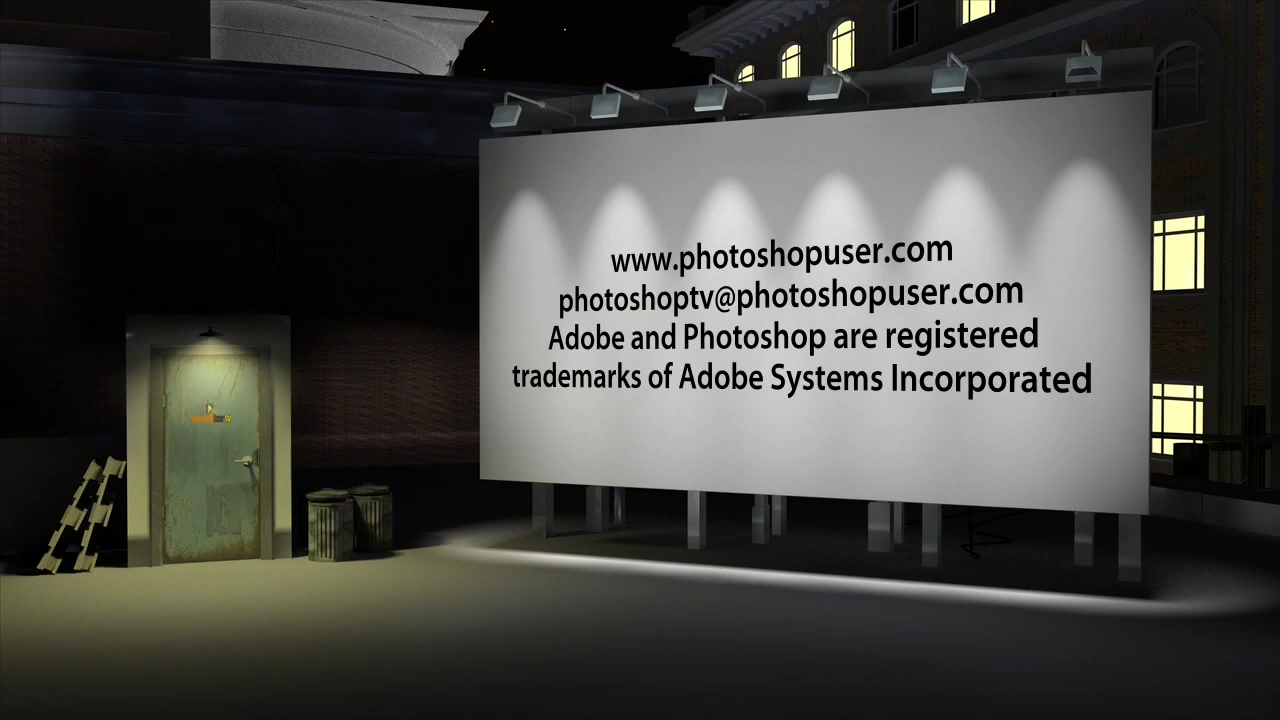 www.photoshopuser.com
photoshoptv@photoshopuser.com
Adobe and Photoshop are registered
trademarks of Adobe Systems Incorporated